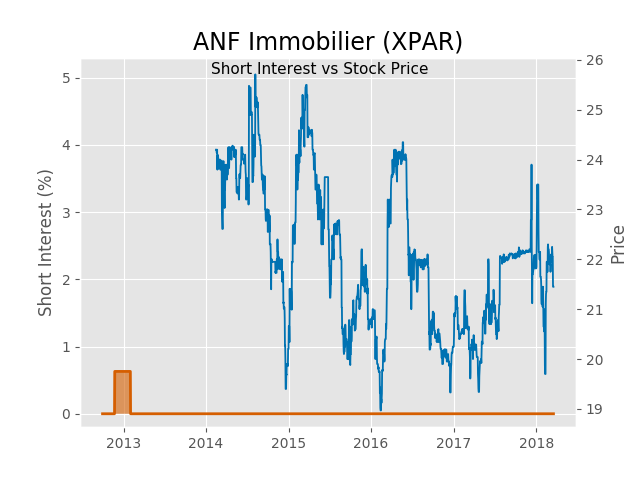 ANF Immobilier (XPAR)
Short Interest vs Stock Price
Short Interest (%)
5
4
3
2
1
0
26
25
24
23
22
21
20
19
Price
2013 2014 2015 2016 2017 2018